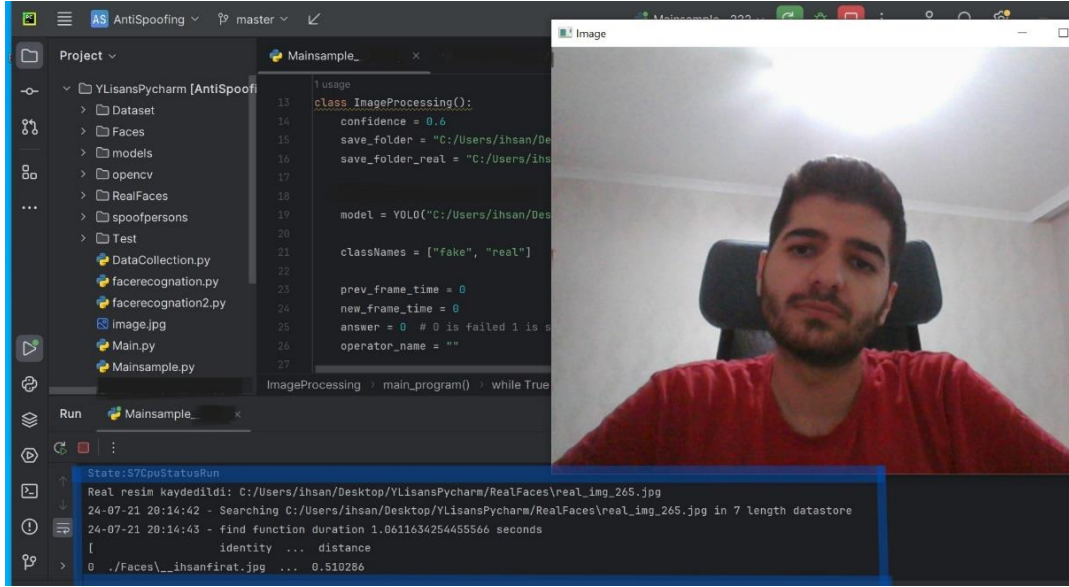 AS AntiSpoofing master
Image
Project
Mainsample_
YLisansPycharm [AntiSpoofi
Dataset
Faces
models
opencv
RealFaces
spoofpersons
Test
DataCollection.py
facerecognation.py
facerecognation2.py
image.jpg
Main.py
Mainsample.py
1 usage
13 class ImageProcessing():
14 confidence = 0.6
15 save_folder = "C:/Users/ihsan/De
16 save_folder_real = "C:/Users/ihs
17
18
19 model = YOLO("C:/Users/ihsan/Des
20
21 classNames = ["fake", "real"]
22
23 prev_frame_time = 0
24 new_frame_time = 0
25 answer = 0 # 0 is failed 1 is s
26 operator_name = ""
27
ImageProcessing > main_program() > while True
Run Mainsample_
State:S7CpuStatusRun
Real resim kaydedildi: C:/Users/ihsan/Desktop/YLisansPycharm/RealFaces\real_img_265.jpg
24-07-21 20:14:42 - Searching C:/Users/ihsan/Desktop/YLisansPycharm/RealFaces\real_img_265.jpg in 7 length datastore
24-07-21 20:14:43 - find function duration 1.0611634254455566 seconds
[ identity ... distance
0 ./Faces\__ihsanfirat.jpg ... 0.510286